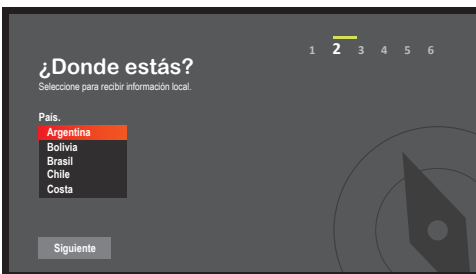 1 2 3 4 5 6
¿Donde estás?
Seleccione para recibir información local.
País.
Argentina
Bolivia
Brasil
Chile
Costa
Siguiente